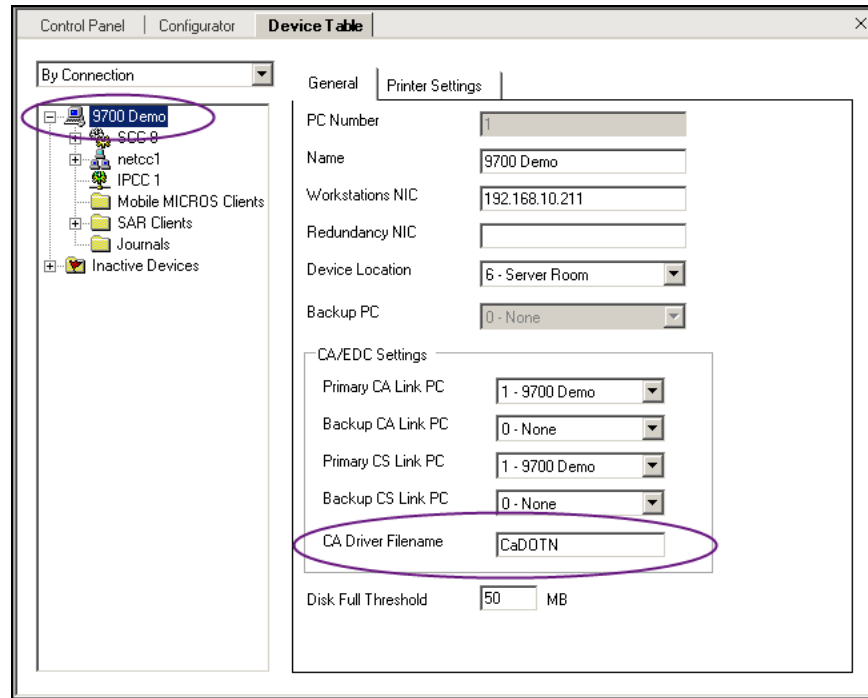 Control Panel
Configurator
Device Table
By Connection
9700 Demo
SCC 8
netcc1
IPCC 1
Mobile MICROS Clients
SAR Clients
Journals
Inactive Devices
General
Printer Settings
PC Number 1
Name 9700 Demo
Workstations NIC 192.168.10.211
Redundancy NIC
Device Location 6 - Server Room
Backup PC 0 - None
CA/EDC Settings
Primary CA Link PC 1 - 9700 Demo
Backup CA Link PC 0 - None
Primary CS Link PC 1 - 9700 Demo
Backup CS Link PC 0 - None
CA Driver Filename CaDOTN
Disk Full Threshold 50 MB